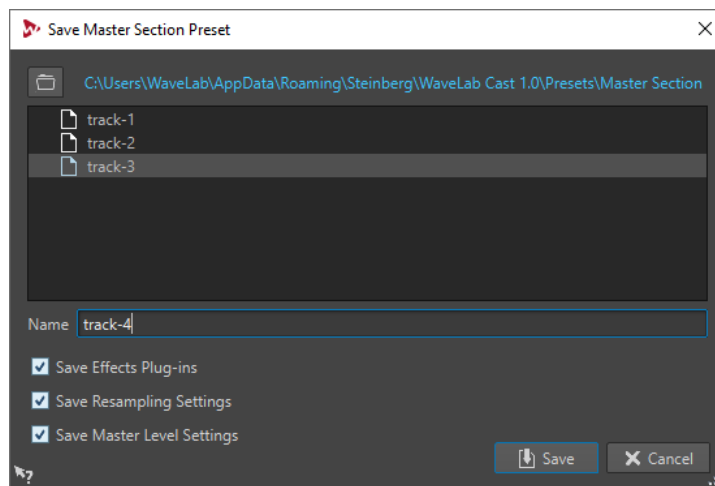 Save Master Section Preset
C:\Users\WaveLab\AppData\Roaming\Steinberg\WaveLab Cast 1.0\Presets\Master Section
track-1
track-2
track-3
Name track-4
Save Effects Plug-ins
Save Resampling Settings
Save Master Level Settings
Save Cancel